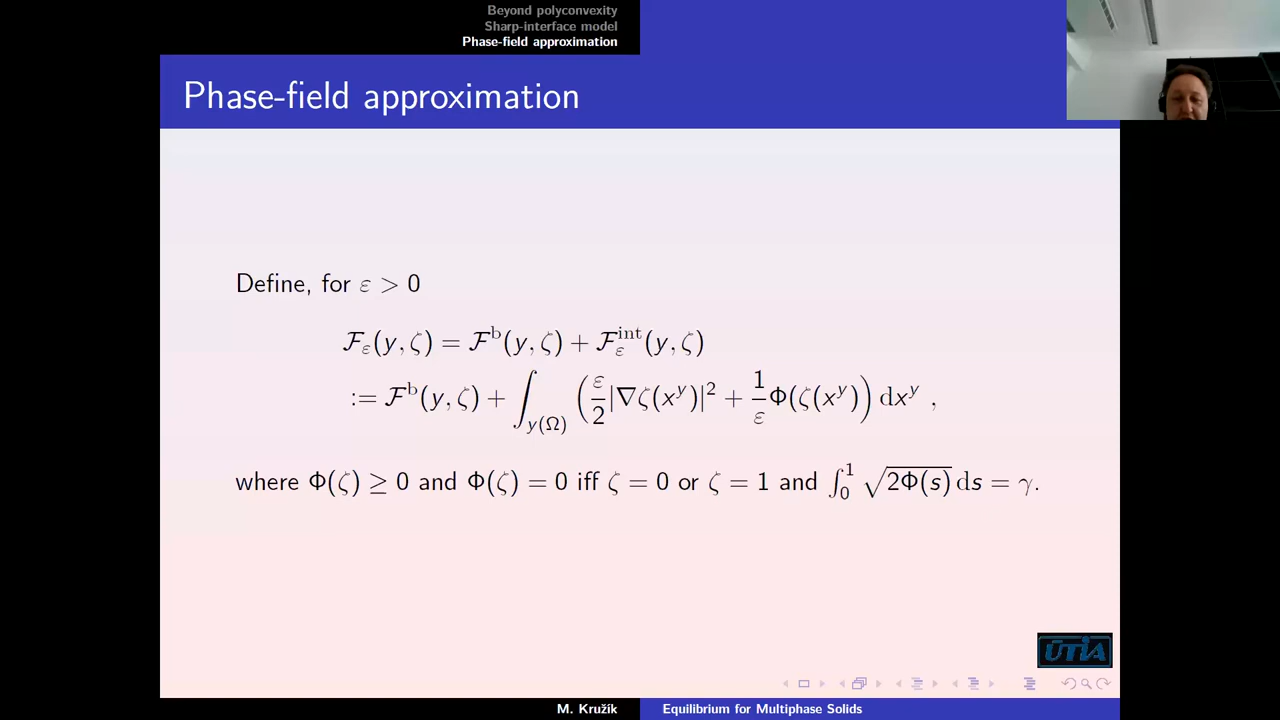 Beyond polyconvexity
Sharp-interface model
Phase-field approximation
Phase-field approximation
Define, for ε > 0
𝓕_ε(y, ζ) = 𝓕^b(y, ζ) + 𝓕_ε^int(y, ζ)
:= 𝓕^b(y, ζ) + ∫_{y(Ω)} (ε/2 |∇ζ(x^y)|² + 1/ε Φ(ζ(x^y))) dx^y ,
where Φ(ζ) ≥ 0 and Φ(ζ) = 0 iff ζ = 0 or ζ = 1 and ∫_0^1 √(2Φ(s)) ds = γ.
ÚTIA
M. Kružík Equilibrium for Multiphase Solids